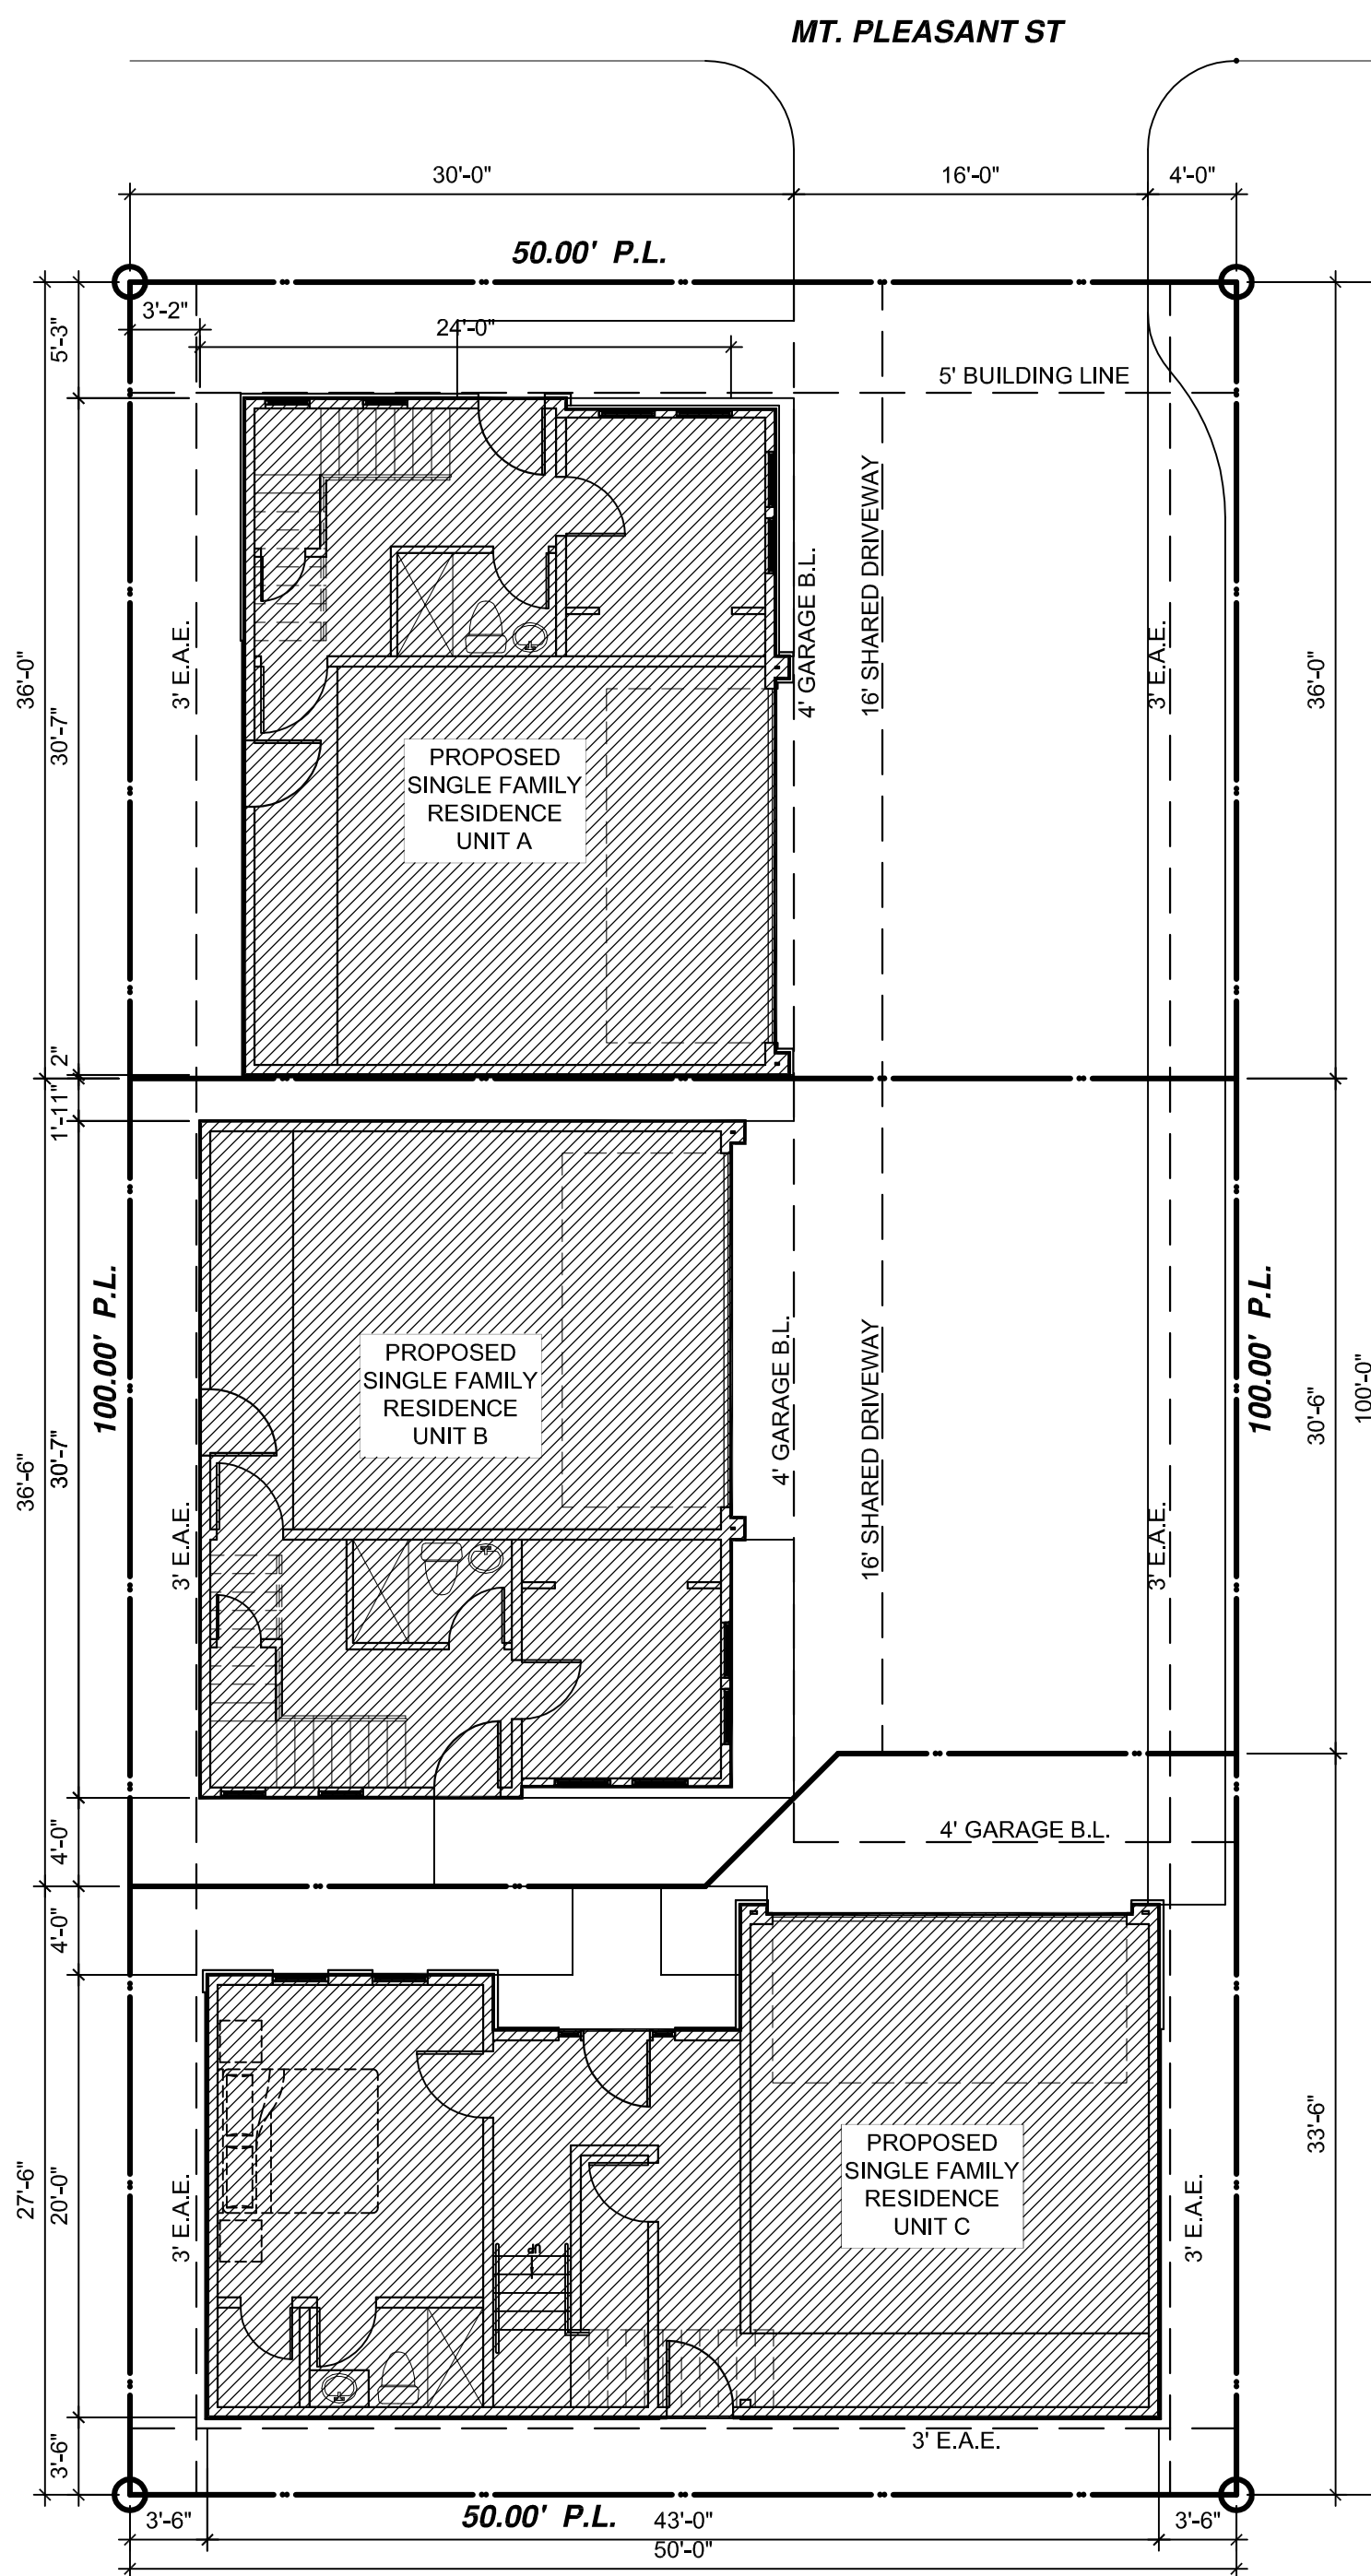 MT. PLEASANT ST
30'-0"
16'-0"
4'-0"
50.00' P.L.
3'-2"
24'-0"
5'-3"
5' BUILDING LINE
36'-0"
30'-7"
3' E.A.E.
4' GARAGE B.L.
16' SHARED DRIVEWAY
3' E.A.E.
36'-0"
PROPOSED
SINGLE FAMILY
RESIDENCE
UNIT A
2"
1'-11"
100.00' P.L.
PROPOSED
SINGLE FAMILY
RESIDENCE
UNIT B
4' GARAGE B.L.
16' SHARED DRIVEWAY
100.00' P.L.
30'-6"
100'-0"
36'-6"
30'-7"
3' E.A.E.
3' E.A.E.
4'-0"
4' GARAGE B.L.
4'-0"
27'-6"
20'-0"
3' E.A.E.
PROPOSED
SINGLE FAMILY
RESIDENCE
UNIT C
3' E.A.E.
33'-6"
3'-6"
3' E.A.E.
3'-6"
50.00' P.L.
43'-0"
3'-6"
50'-0"